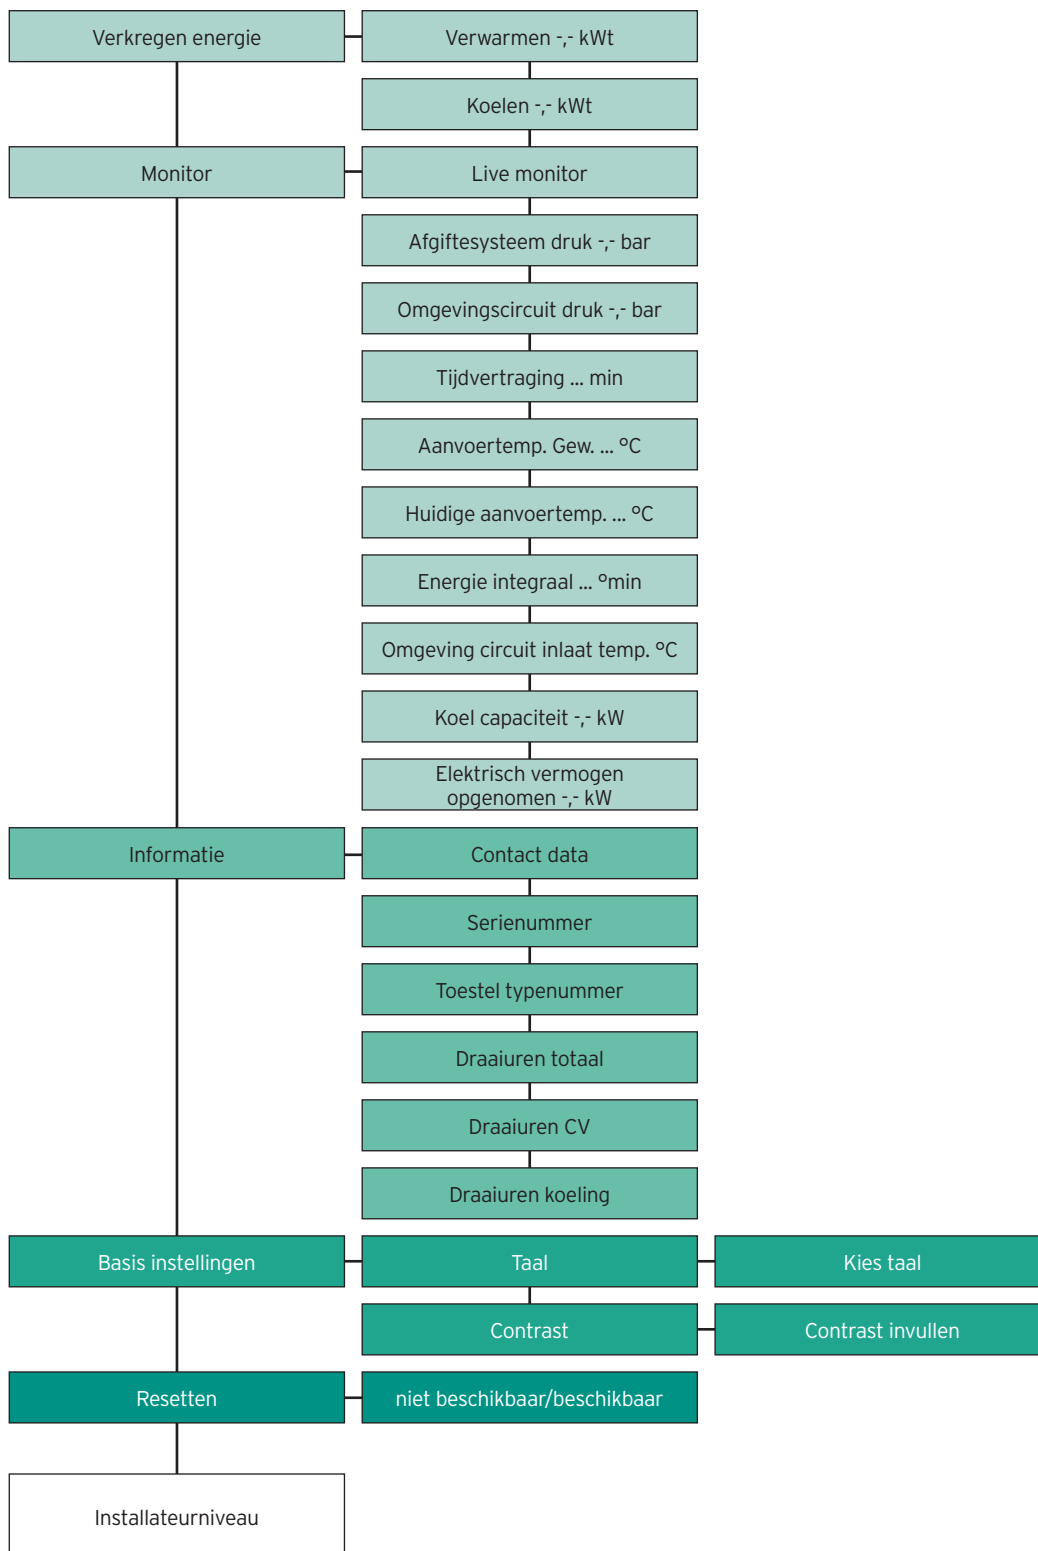 Verkregen energie
Verwarmen -,- kWt
Koelen -,- kWt
Monitor
Live monitor
Afgiftesysteem druk -,- bar
Omgevingscircuit druk -,- bar
Tijdvertraging ... min
Aanvoertemp. Gew. ... °C
Huidige aanvoertemp. ... °C
Energie integraal ... °min
Omgeving circuit inlaat temp. °C
Koel capaciteit -,- kW
Elektrisch vermogen
opgenomen -,- kW
Informatie
Contact data
Serienummer
Toestel typenummer
Draaiuren totaal
Draaiuren CV
Draaiuren koeling
Basis instellingen
Taal
Kies taal
Contrast
Contrast invullen
Resetten
niet beschikbaar/beschikbaar
Installateurniveau